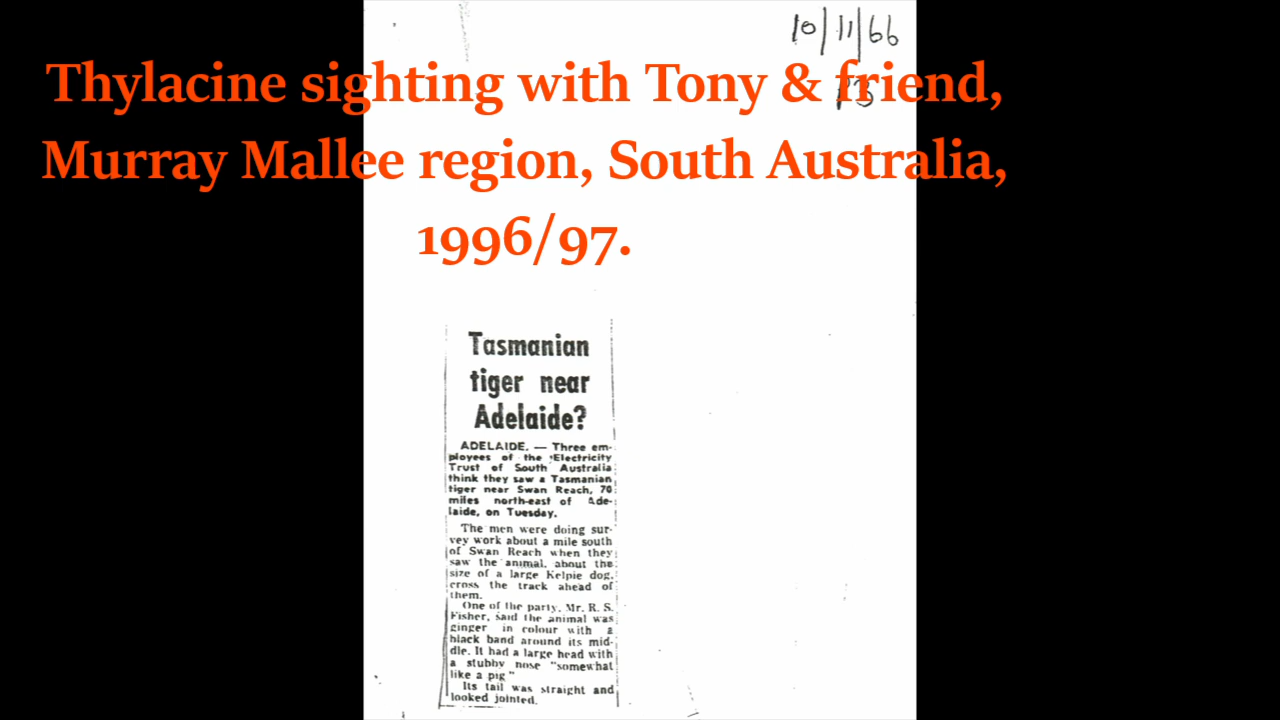 10/11/66
P3
Thylacine sighting with Tony & friend,
Murray Mallee region, South Australia,
1996/97.
Tasmanian
tiger near
Adelaide?
ADELAIDE. — Three em-
ployees of the Electricity
Trust of South Australia
think they saw a Tasmanian
tiger near Swan Reach, 70
miles north-east of Ade-
laide, on Tuesday.
The men were doing sur-
vey work about a mile south
of Swan Reach when they
saw the animal, about the
size of a large Kelpie dog,
cross the track ahead of
them.
One of the party, Mr. R. S.
Fisher, said the animal was
ginger in colour with a
black band around its mid-
dle. It had a large head with
a stubby nose "somewhat
like a pig"
Its tail was straight and
looked jointed.